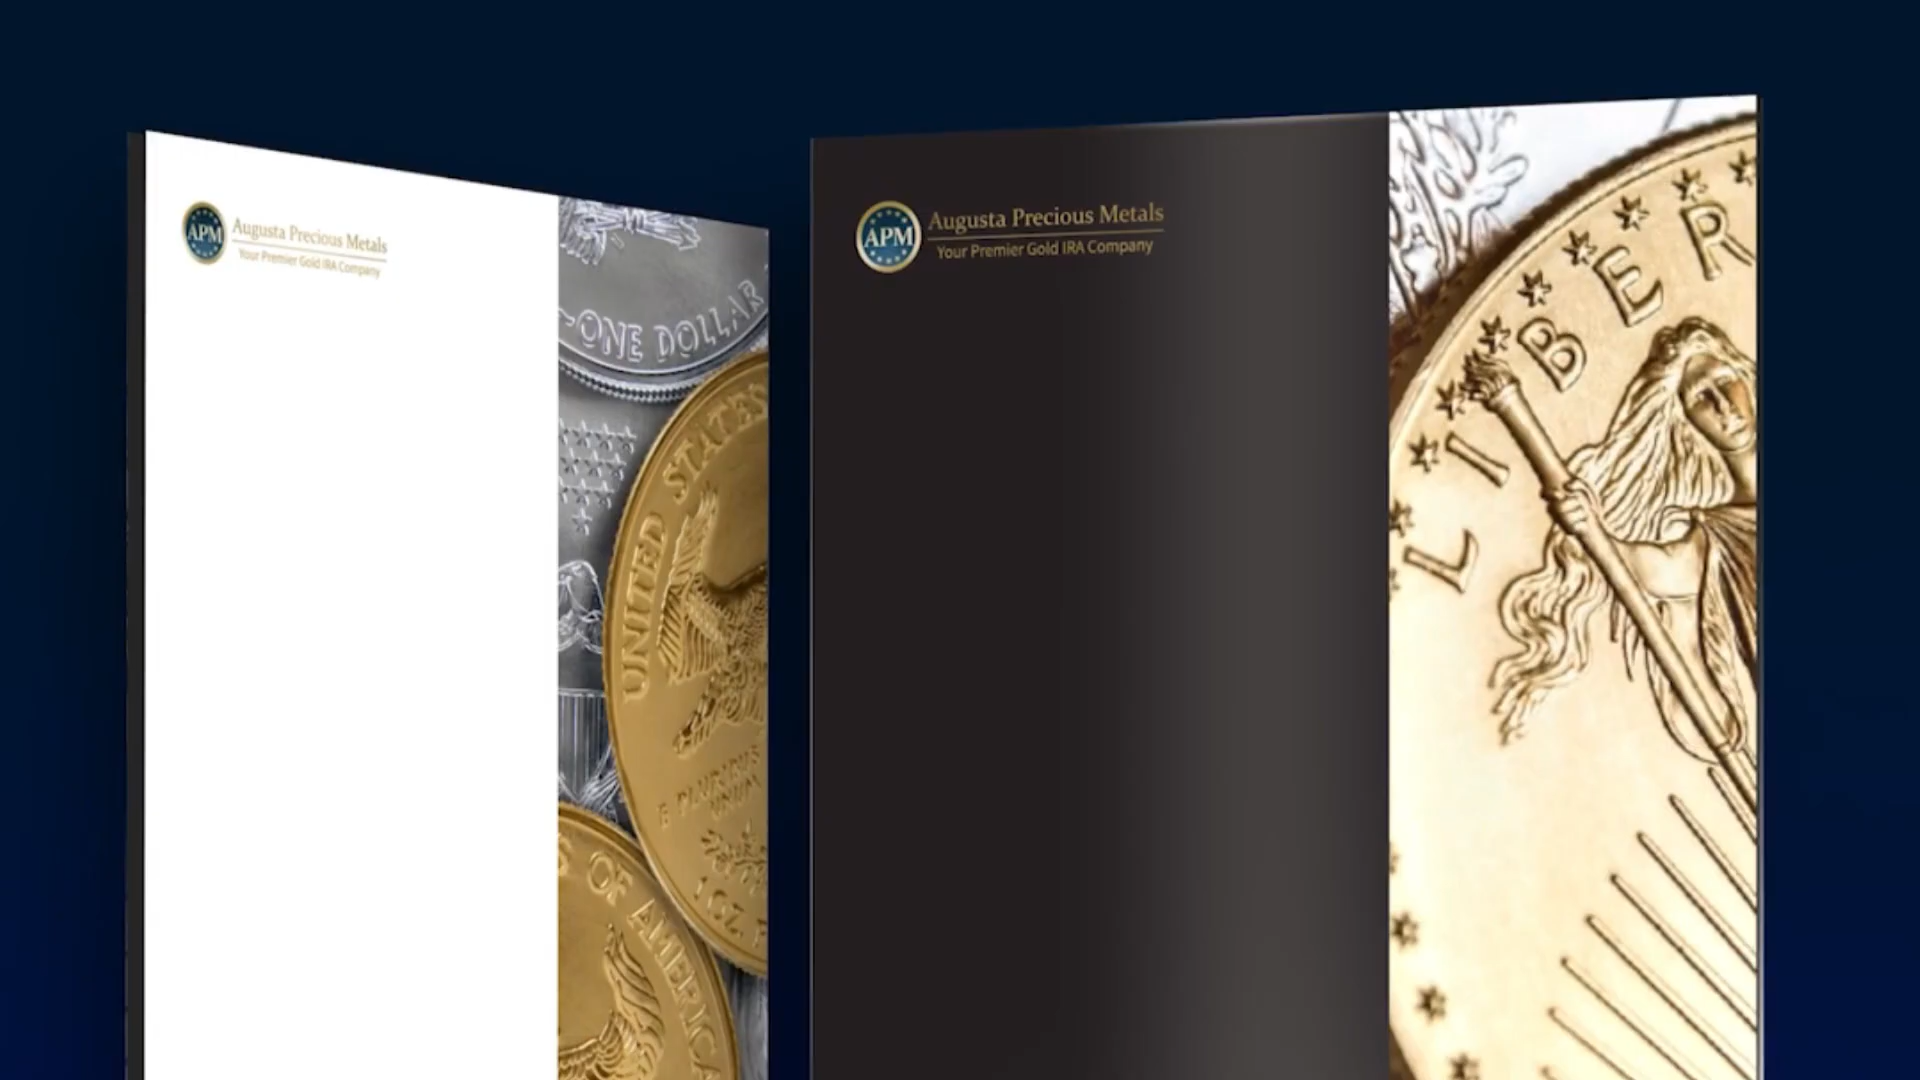 APM
Augusta Precious Metals
Your Premier Gold IRA Company
ONE DOLLAR
UNITED STATES
E PLURIBUS
UNUM
1 OZ
OF AMERICA
APM
Augusta Precious Metals
Your Premier Gold IRA Company
LIBER